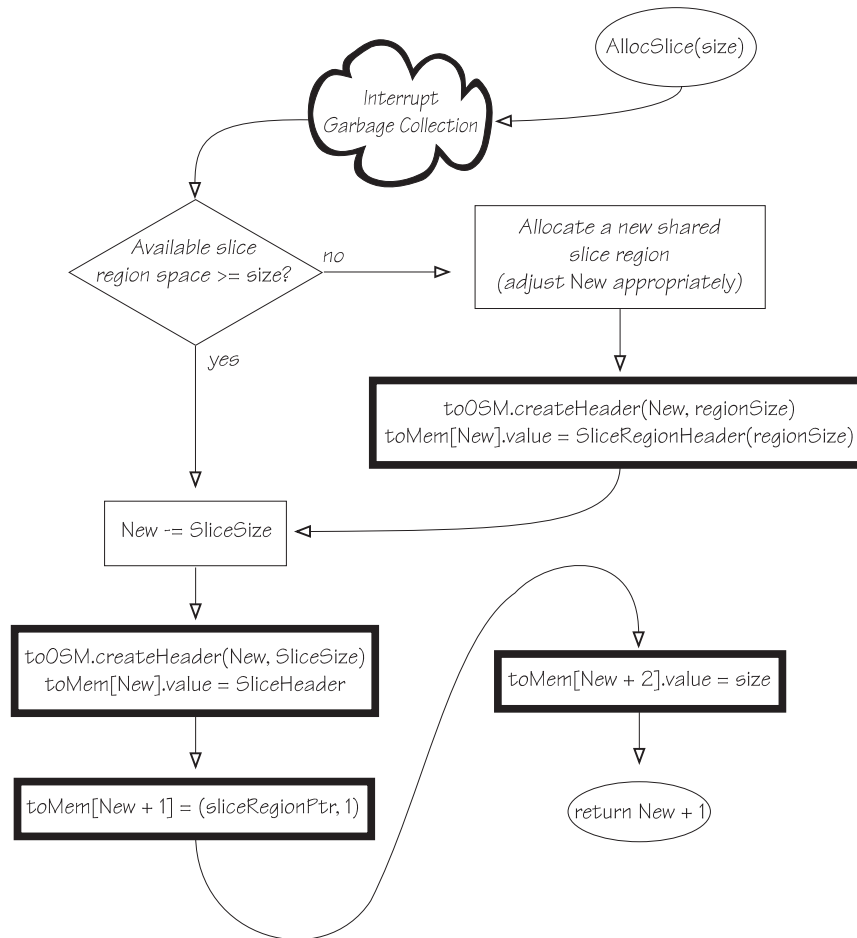 AllocSlice(size)
Interrupt
Garbage Collection
Available slice
region space >= size?
no
yes
Allocate a new shared
slice region
(adjust New appropriately)
toOSM.createHeader(New, regionSize)
toMem[New].value = SliceRegionHeader(regionSize)
New -= SliceSize
toOSM.createHeader(New, SliceSize)
toMem[New].value = SliceHeader
toMem[New + 1] = (sliceRegionPtr, 1)
toMem[New + 2].value = size
return New + 1